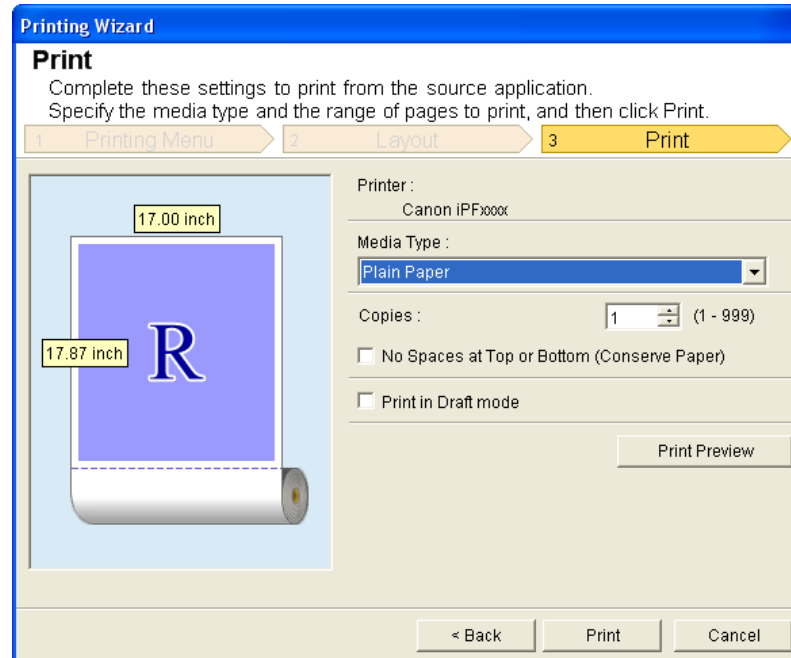 Printing Wizard
Print
Complete these settings to print from the source application.
Specify the media type and the range of pages to print, and then click Print.
1 Printing Menu 2 Layout 3 Print
17.00 inch
17.87 inch
R
Printer :
Canon iPFxxxx
Media Type :
Plain Paper
Copies : 1 (1 - 999)
No Spaces at Top or Bottom (Conserve Paper)
Print in Draft mode
Print Preview
< Back Print Cancel